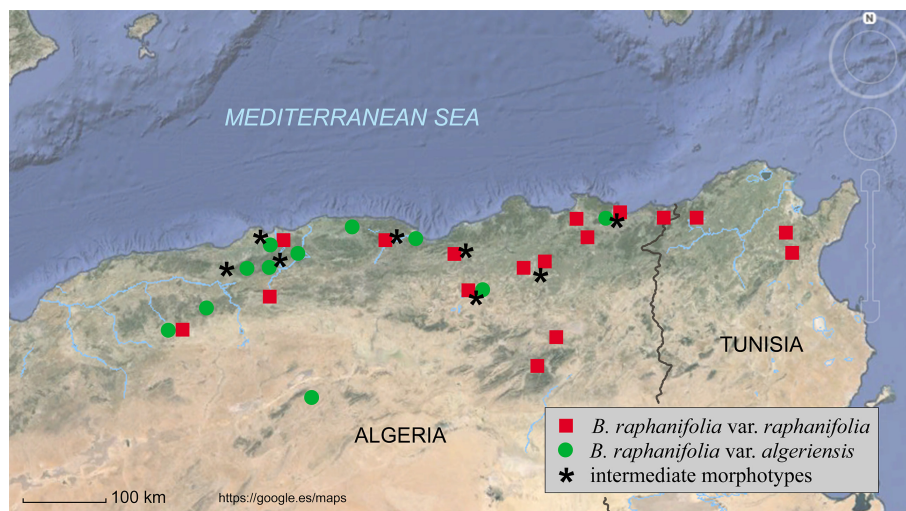 N
MEDITERRANEAN SEA
TUNISIA
ALGERIA
B. raphanifolia var. raphanifolia
B. raphanifolia var. algeriensis
intermediate morphotypes
100 km
https://google.es/maps